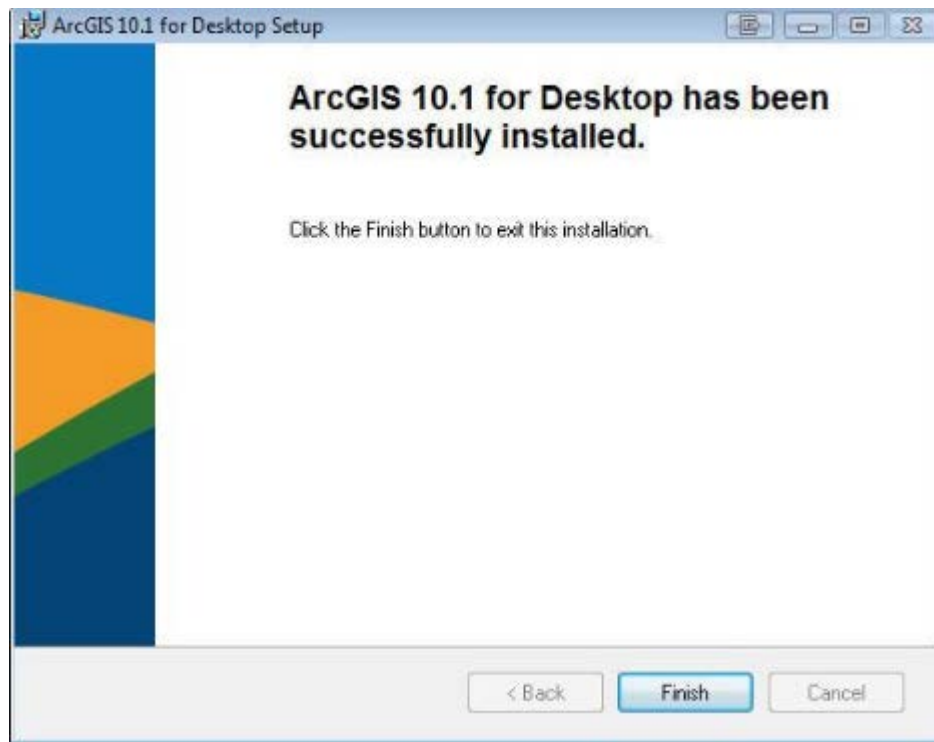 ArcGIS 10.1 for Desktop Setup
ArcGIS 10.1 for Desktop has been
successfully installed.
Click the Finish button to exit this installation.
< Back Finish Cancel